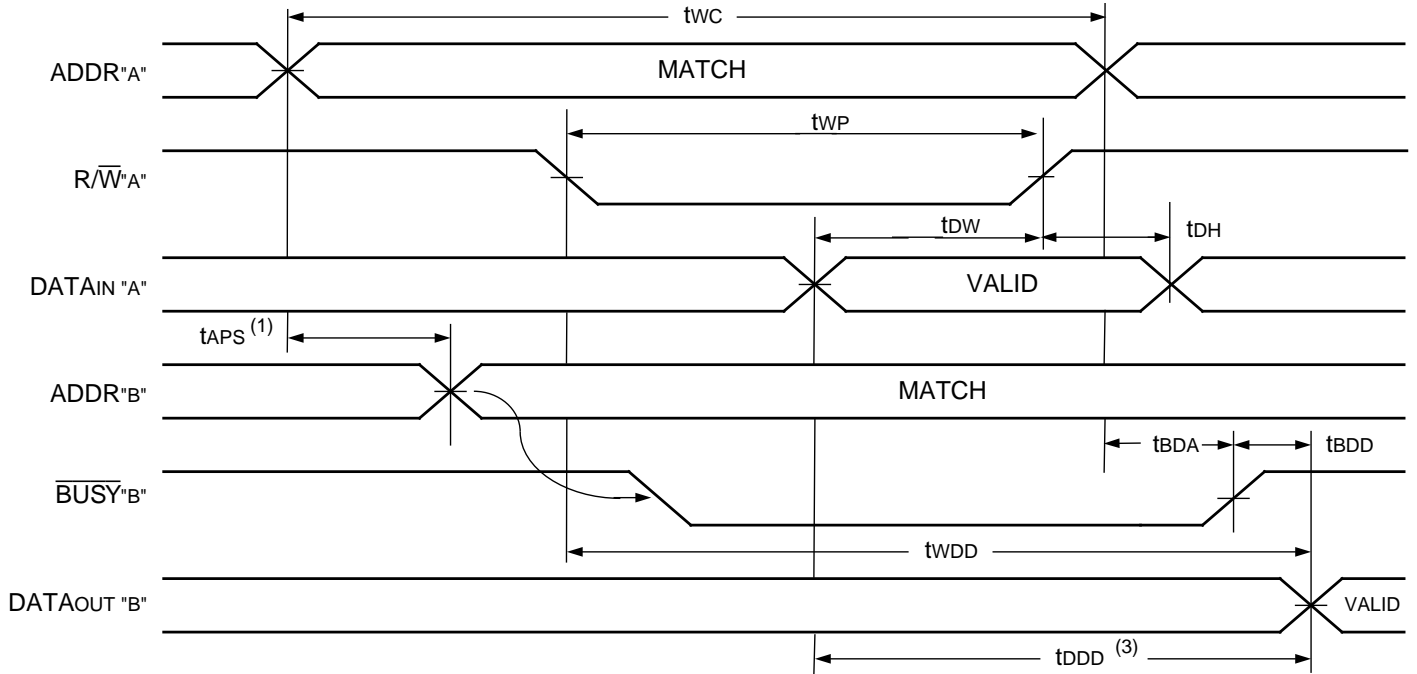 tWC
ADDR"A"
MATCH
tWP
R/W̅"A"
tDW
tDH
DATAIN "A"
VALID
tAPS (1)
ADDR"B"
MATCH
tBDA
tBDD
B̅U̅S̅Y̅"B"
tWDD
DATAOUT "B"
VALID
tDDD (3)